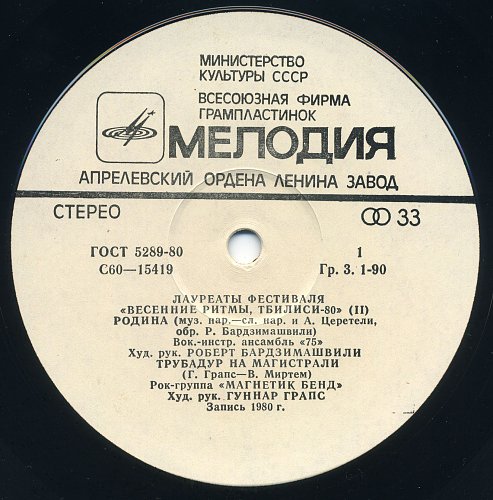 МИНИСТЕРСТВО
КУЛЬТУРЫ СССР
ВСЕСОЮЗНАЯ ФИРМА
ГРАМПЛАСТИНОК
МЕЛОДИЯ
АПРЕЛЕВСКИЙ ОРДЕНА ЛЕНИНА ЗАВОД
СТЕРЕО 33
ГОСТ 5289-80 1
С60—15419 Гр. 3. 1-90
ЛАУРЕАТЫ ФЕСТИВАЛЯ
«ВЕСЕННИЕ РИТМЫ, ТБИЛИСИ-80» (II)
РОДИНА (муз. нар.—сл. нар. и А. Церетели,
обр. Р. Бардзимашвили)
Вок.-инстр. ансамбль «75»
Худ. рук. РОБЕРТ БАРДЗИМАШВИЛИ
ТРУБАДУР НА МАГИСТРАЛИ
(Г. Грапс—В. Миртем)
Рок-группа «МАГНЕТИК БЕНД»
Худ. рук. ГУННАР ГРАПС
Запись 1980 г.